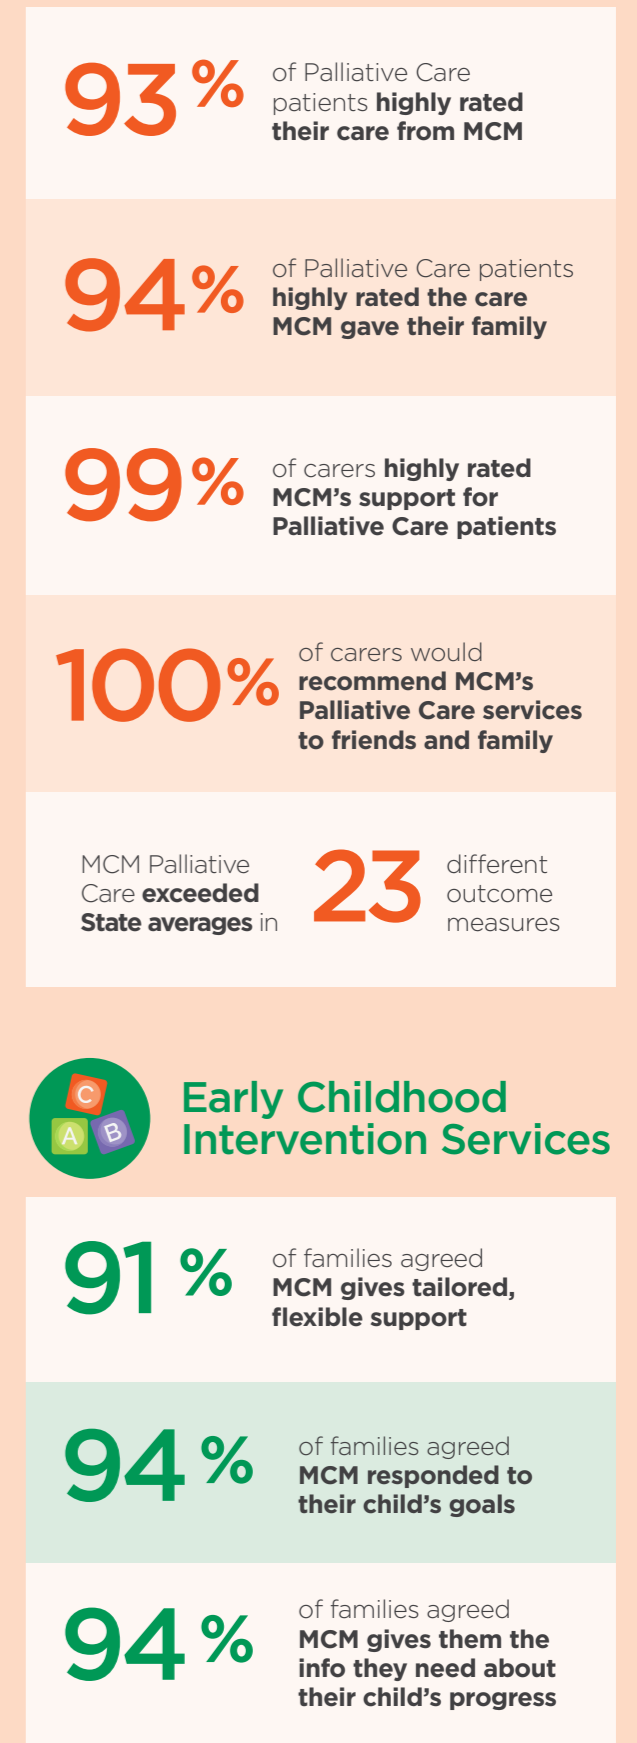 93%
of Palliative Care
patients highly rated
their care from MCM
94%
of Palliative Care patients
highly rated the care
MCM gave their family
99%
of carers highly rated
MCM’s support for
Palliative Care patients
100%
of carers would
recommend MCM’s
Palliative Care services
to friends and family
MCM Palliative
Care exceeded
State averages in
23
different
outcome
measures
C
A B
Early Childhood
Intervention Services
91 %
of families agreed
MCM gives tailored,
flexible support
94 %
of families agreed
MCM responded to
their child’s goals
94 %
of families agreed
MCM gives them the
info they need about
their child’s progress